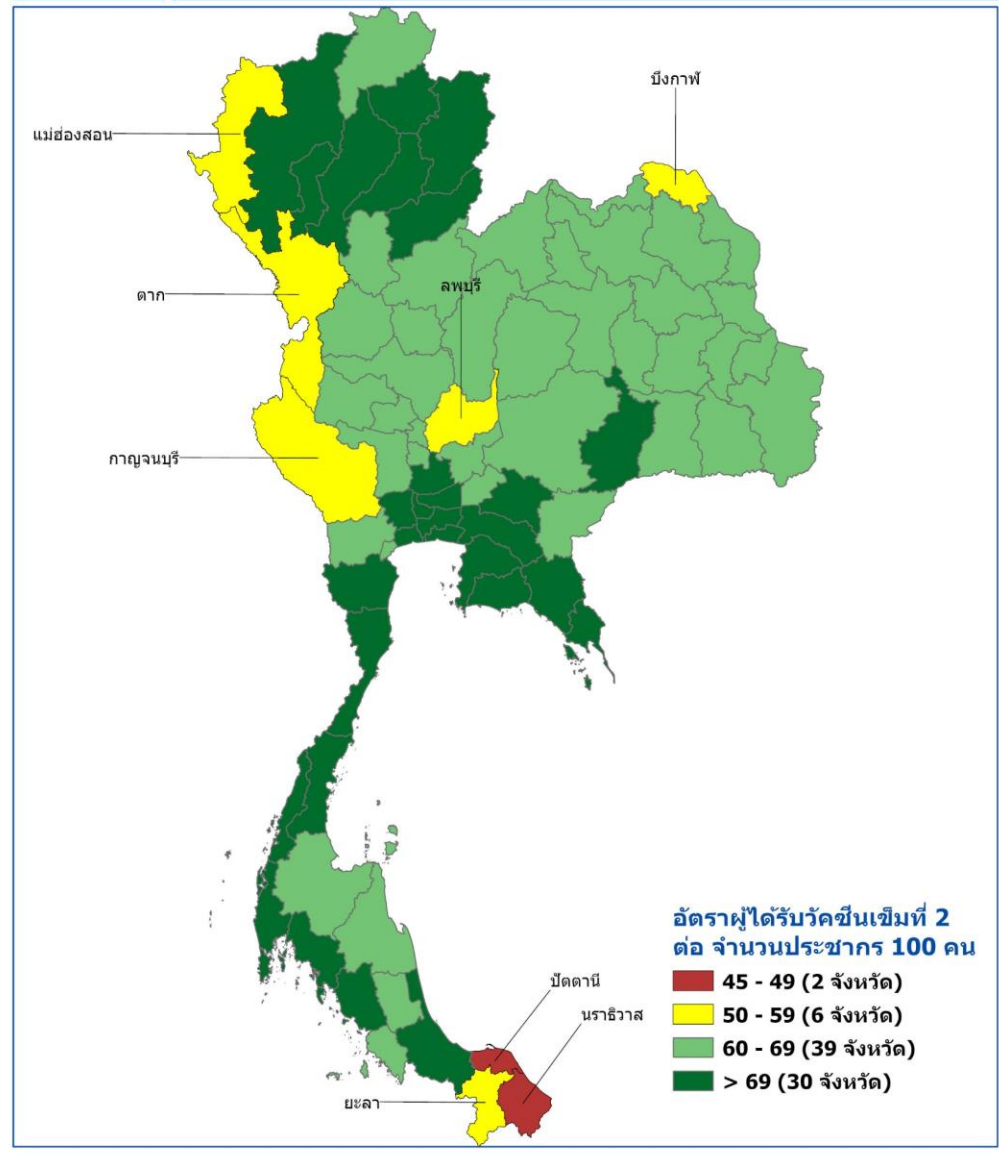 บึงกาฬ
แม่ฮ่องสอน
ตาก
ลพบุรี
กาญจนบุรี
อัตราผู้ได้รับวัคซีนเข็มที่ 2
ต่อ จำนวนประชากร 100 คน
45 - 49 (2 จังหวัด)
50 - 59 (6 จังหวัด)
60 - 69 (39 จังหวัด)
> 69 (30 จังหวัด)
ปัตตานี
นราธิวาส
ยะลา